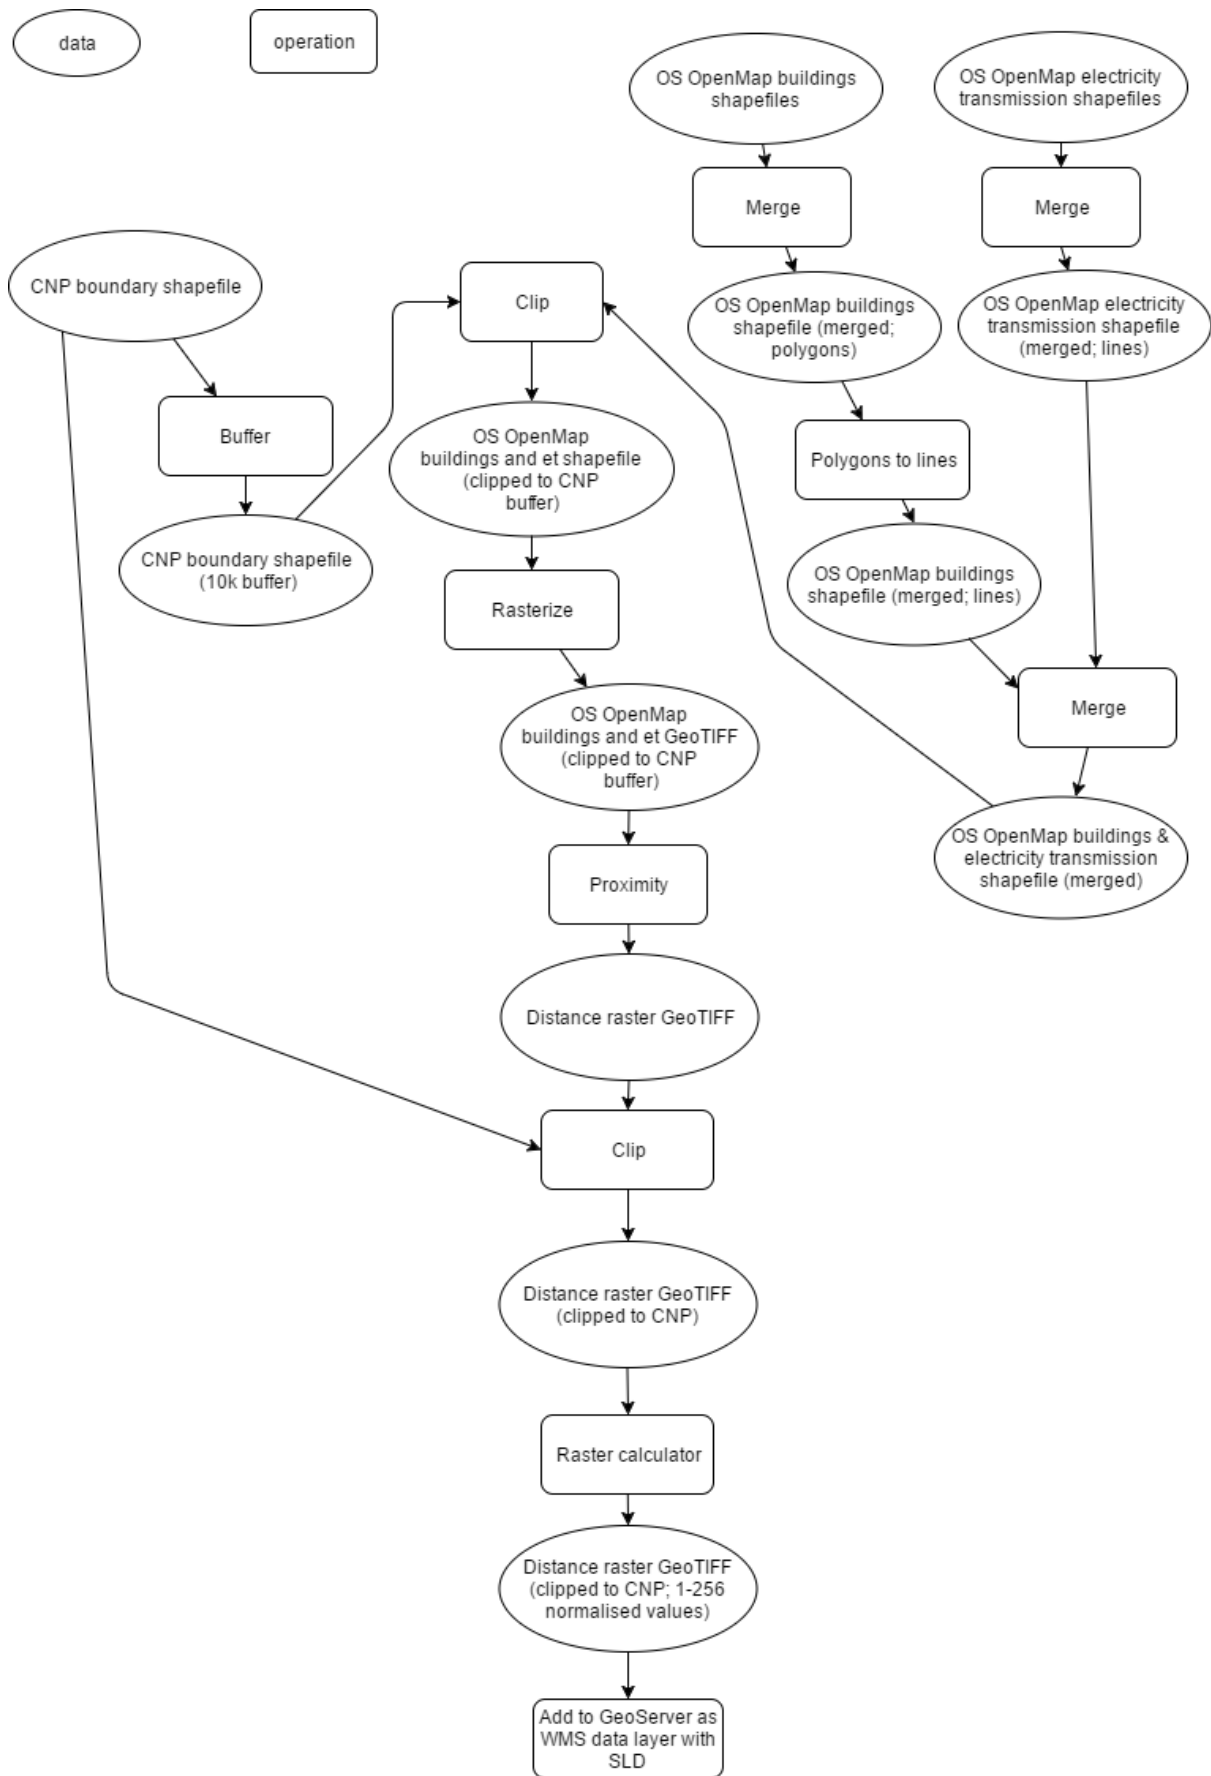 data
operation
OS OpenMap buildings
shapefiles
OS OpenMap electricity
transmission shapefiles
Merge
Merge
CNP boundary shapefile
Clip
OS OpenMap buildings
shapefile (merged;
polygons)
OS OpenMap electricity
transmission shapefile
(merged; lines)
Buffer
OS OpenMap
buildings and et shapefile
(clipped to CNP
buffer)
Polygons to lines
CNP boundary shapefile
(10k buffer)
OS OpenMap buildings
shapefile (merged; lines)
Rasterize
OS OpenMap
buildings and et GeoTIFF
(clipped to CNP
buffer)
Merge
OS OpenMap buildings &
electricity transmission
shapefile (merged)
Proximity
Distance raster GeoTIFF
Clip
Distance raster GeoTIFF
(clipped to CNP)
Raster calculator
Distance raster GeoTIFF
(clipped to CNP; 1-256
normalised values)
Add to GeoServer as
WMS data layer with
SLD